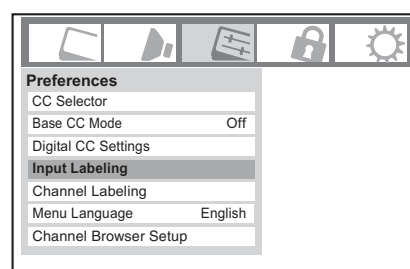 Preferences
CC Selector
Base CC Mode Off
Digital CC Settings
Input Labeling
Channel Labeling
Menu Language English
Channel Browser Setup